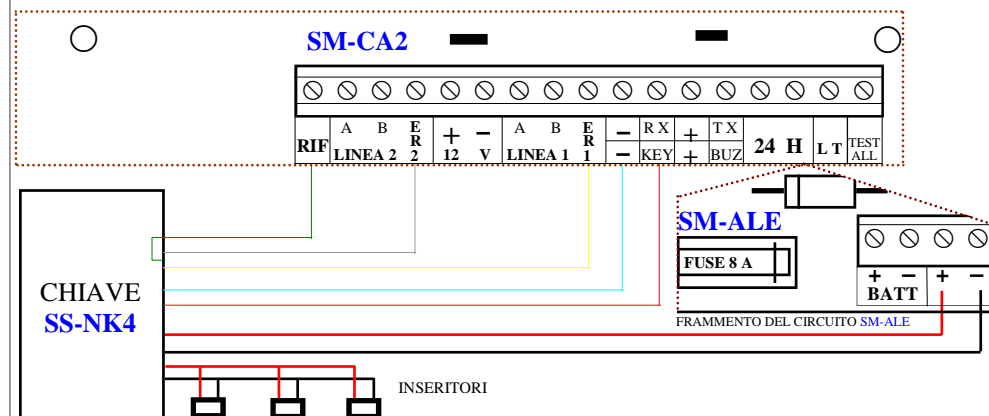 SM-CA2
RIF
A B
LINEA 2
E
R
2
+ −
12 V
A B
LINEA 1
E
R
1
−
−
RX
KEY
+
+
TX
BUZ
24 H
LT
TEST
ALL
SM-ALE
FUSE 8 A
+ − + −
BATT
FRAMMENTO DEL CIRCUITO SM-ALE
CHIAVE
SS-NK4
INSERITORI